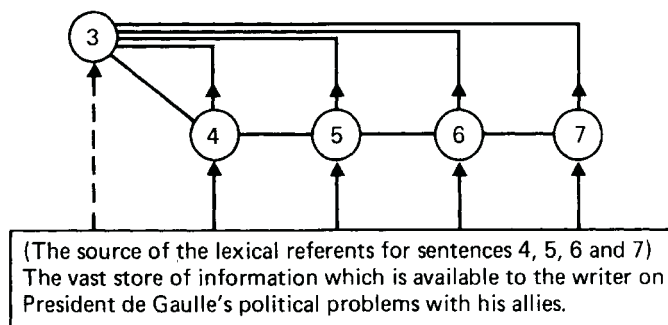 3
4 5 6 7
(The source of the lexical referents for sentences 4, 5, 6 and 7)
The vast store of information which is available to the writer on
President de Gaulle's political problems with his allies.